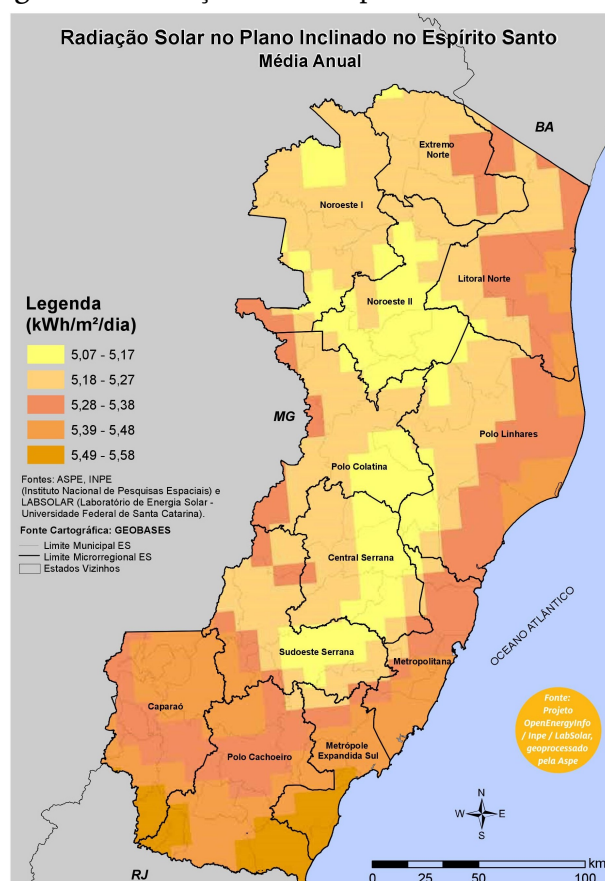 Radiação Solar no Plano Inclinado no Espírito Santo
Média Anual
BA
Extremo
Norte
Noroeste I
Litoral Norte
Noroeste II
Legenda
(kWh/m²/dia)
5,07 - 5,17
5,18 - 5,27
5,28 - 5,38
5,39 - 5,48
5,49 - 5,58
MG
Polo Linhares
Polo Colatina
Fontes: ASPE, INPE
(Instituto Nacional de Pesquisas Espaciais) e
LABSOLAR (Laboratório de Energia Solar -
Universidade Federal de Santa Catarina).
Fonte Cartográfica: GEOBASES
Limite Municipal ES
Limite Microrregional ES
Estados Vizinhos
Central Serrana
OCEANO ATLÂNTICO
Sudoeste Serrana
Metropolitana
Caparaó
Polo Cachoeiro
Metrópole
Expandida Sul
Fonte:
Projeto
OpenEnergyInfo
/ Inpe / LabSolar,
geoprocessado
pela Aspe
N
W E
S
RJ
km
0 25 50 100